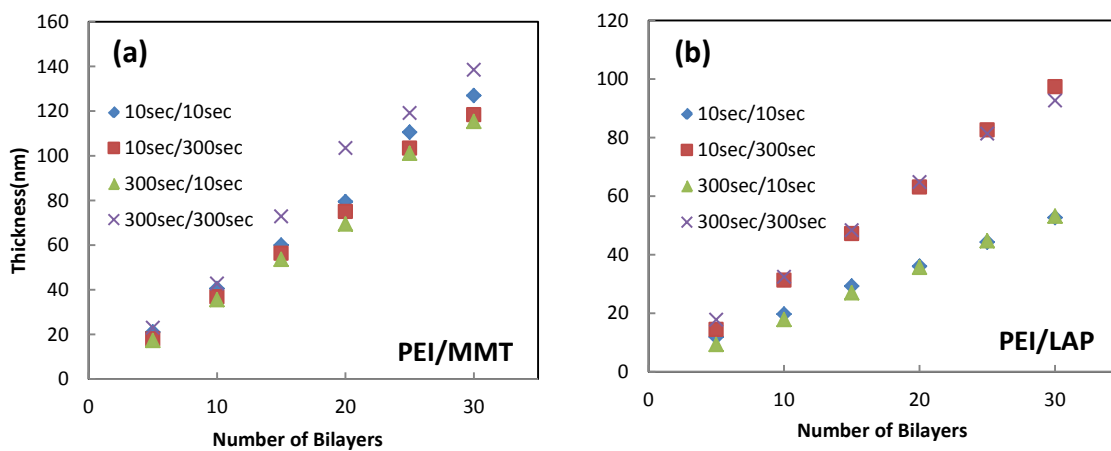 (a)
Thickness(nm)
160
140
120
100
80
60
40
20
0
10sec/10sec
10sec/300sec
300sec/10sec
300sec/300sec
PEI/MMT
0
10
20
30
Number of Bilayers
(b)
120
100
80
60
40
20
0
10sec/10sec
10sec/300sec
300sec/10sec
300sec/300sec
PEI/LAP
0
10
20
30
Number of Bilayers